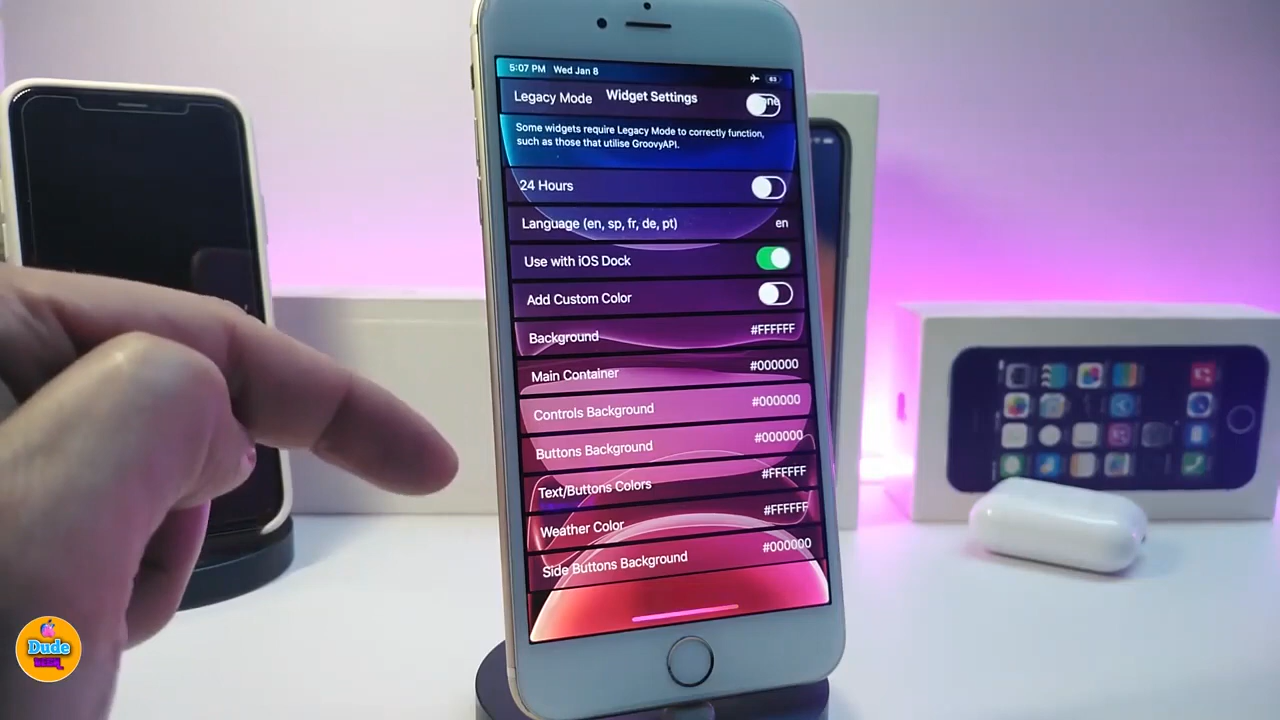 5:07 PM Wed Jan 8
63
Legacy Mode Widget Settings
Some widgets require Legacy Mode to correctly function,
such as those that utilise GroovyAPI.
24 Hours
Language (en, sp, fr, de, pt) en
Use with iOS Dock
Add Custom Color
Background #FFFFFF
Main Container #000000
Controls Background #000000
Buttons Background #000000
Text/Buttons Colors #FFFFFF
Weather Color #FFFFFF
Side Buttons Background #000000
Dude